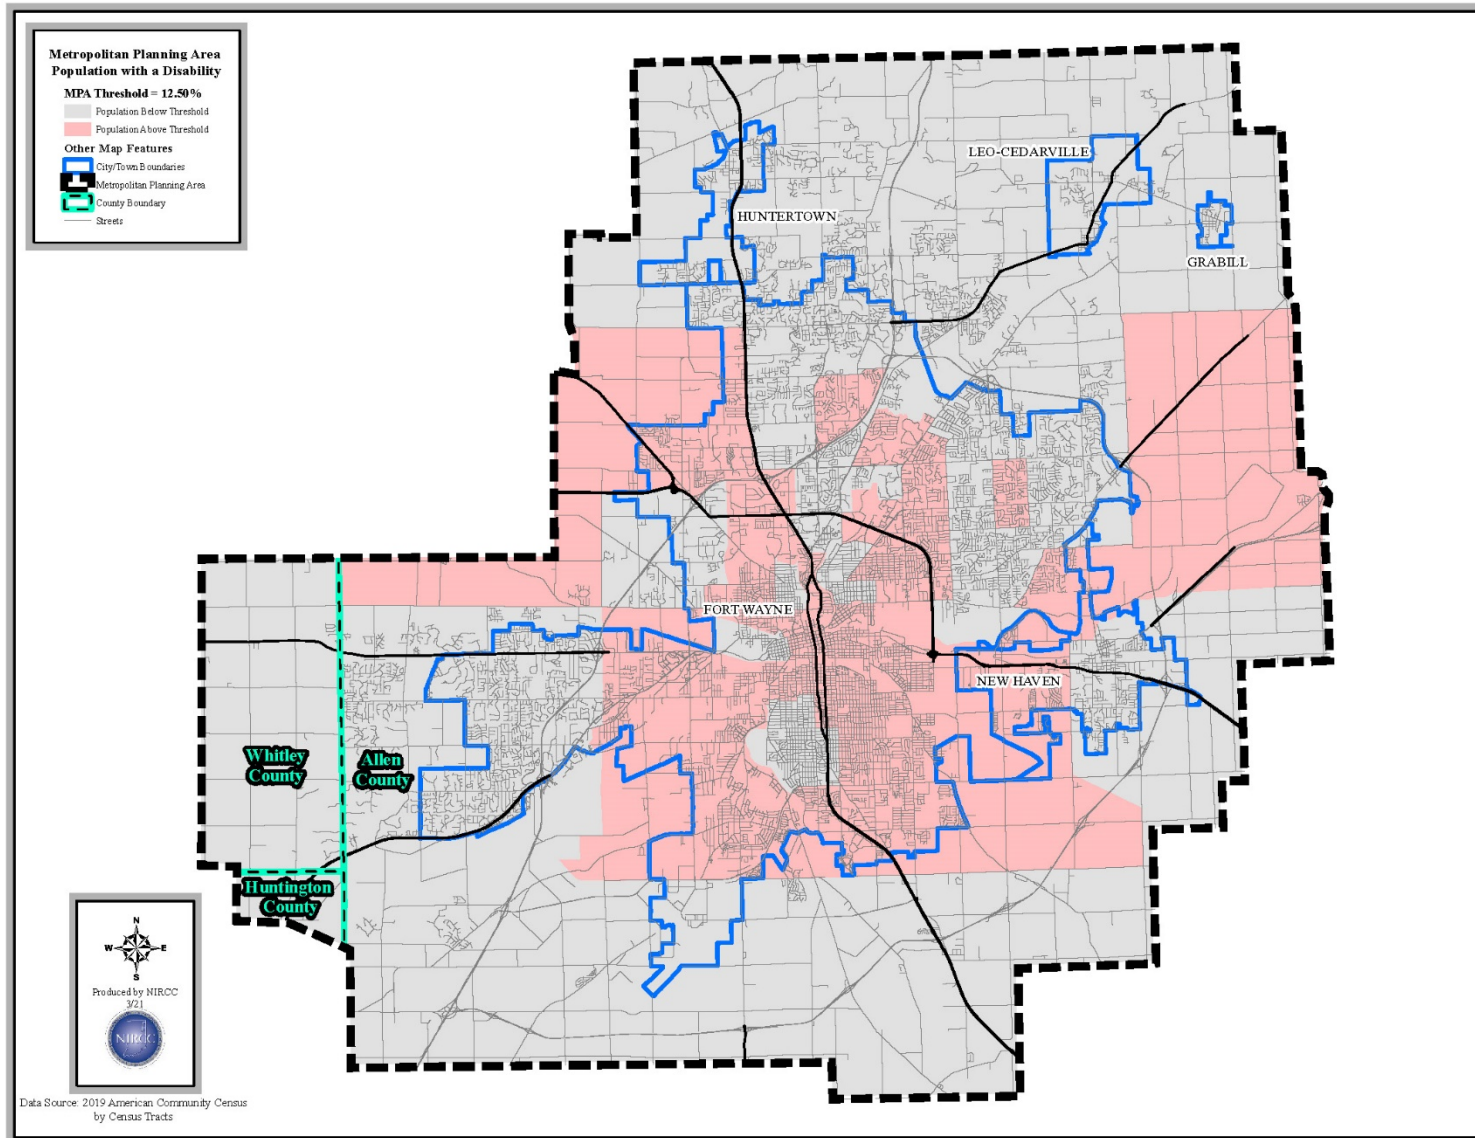 Metropolitan Planning Area
Population with a Disability
MPA Threshold = 12.50%
Population Below Threshold
Population Above Threshold
Other Map Features
City/Town Boundaries
Metropolitan Planning Area
County Boundary
Streets
LEO-CEDARVILLE
HUNTERTOWN
GRABILL
FORT WAYNE
NEW HAVEN
Whitley
County
Allen
County
Huntington
County
N
W E
S
Produced by NIRCC
3/21
NIRCC
Data Source: 2019 American Community Census
by Census Tracts